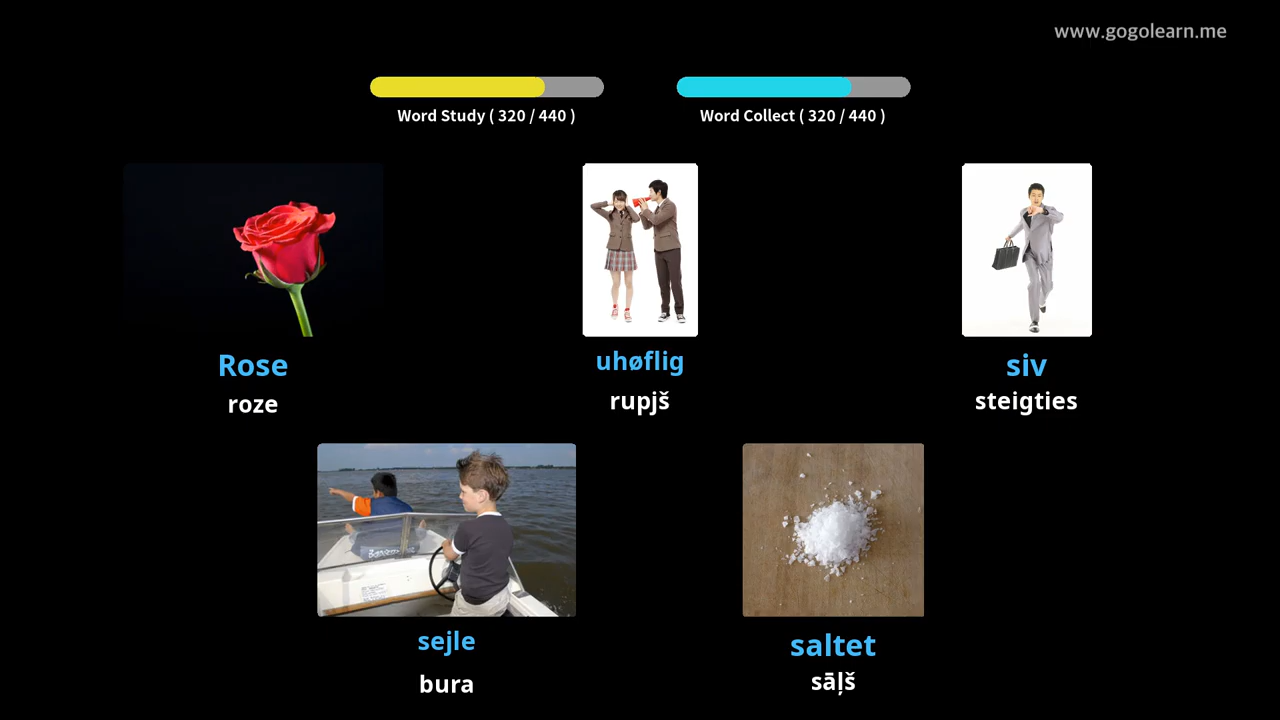 www.gogolearn.me
Word Study ( 320 / 440 )
Word Collect ( 320 / 440 )
Rose
roze
uhøflig
rupjš
siv
steigties
sejle
bura
saltet
sāļš